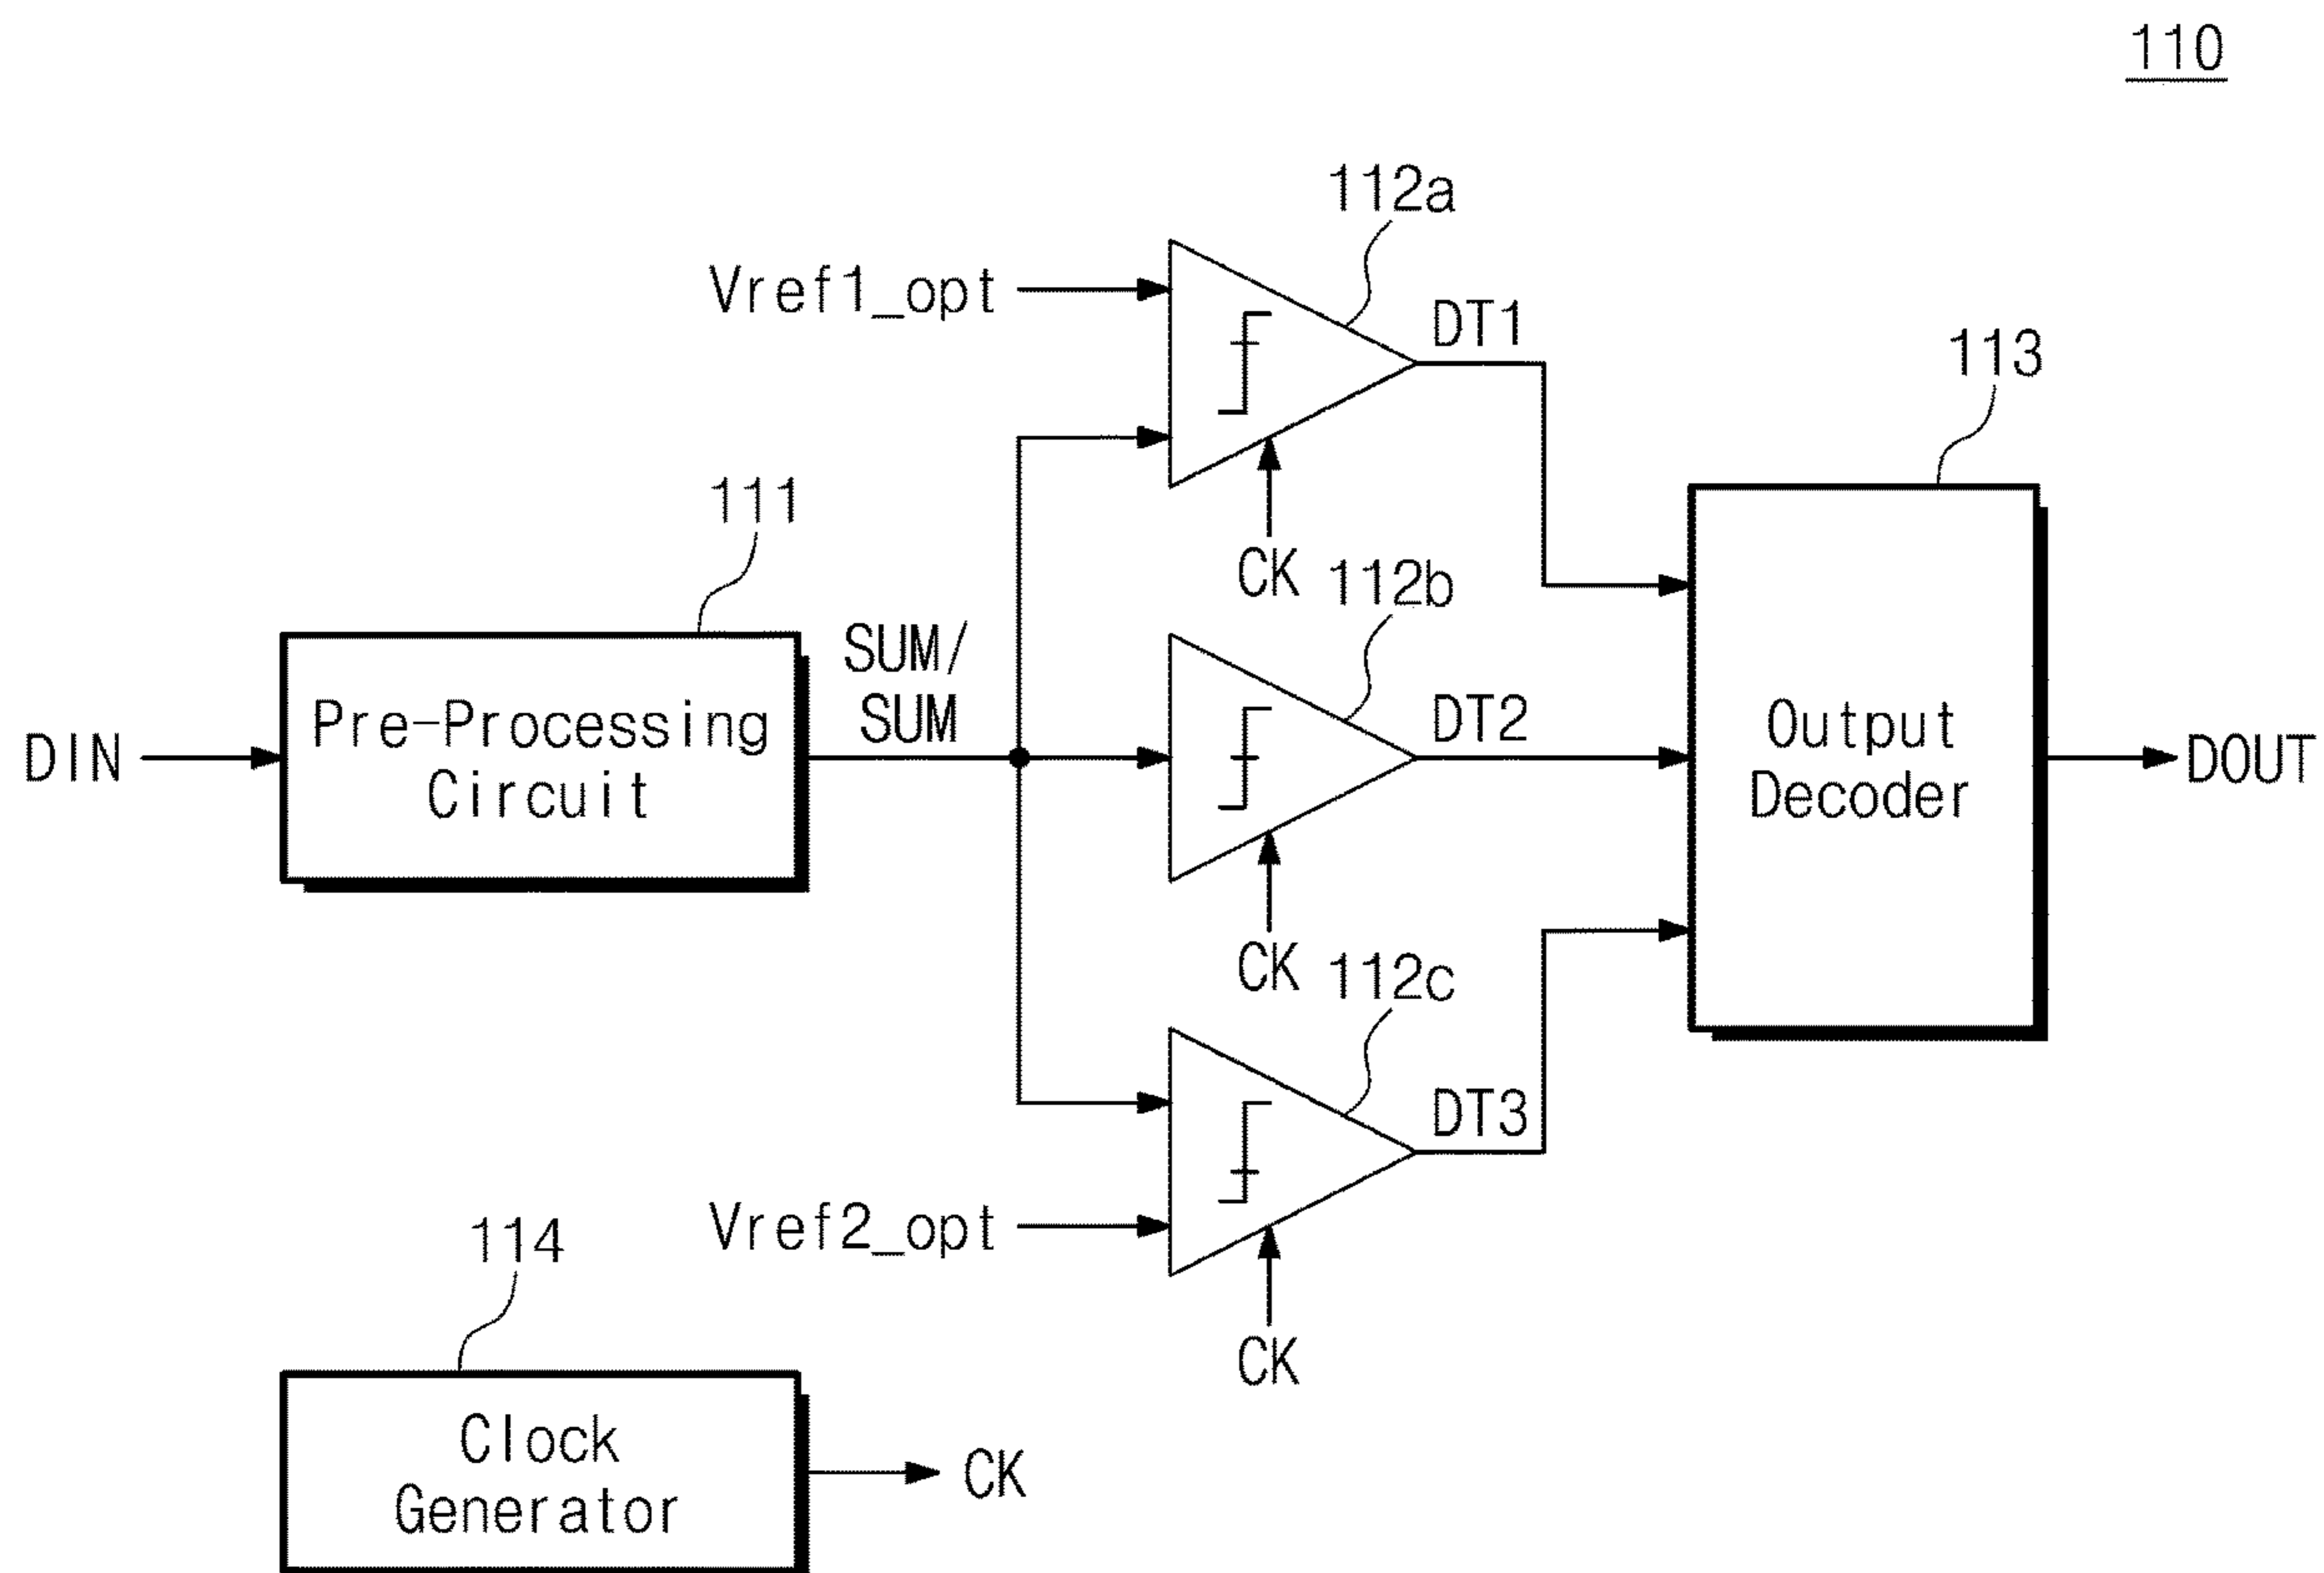 110
112a
Vref1_opt
DT1
113
111
CK
112b
SUM/
SUM
DIN
Pre-Processing
Circuit
DT2
Output
Decoder
DOUT
CK
112c
DT3
Vref2_opt
114
CK
Clock
Generator
CK